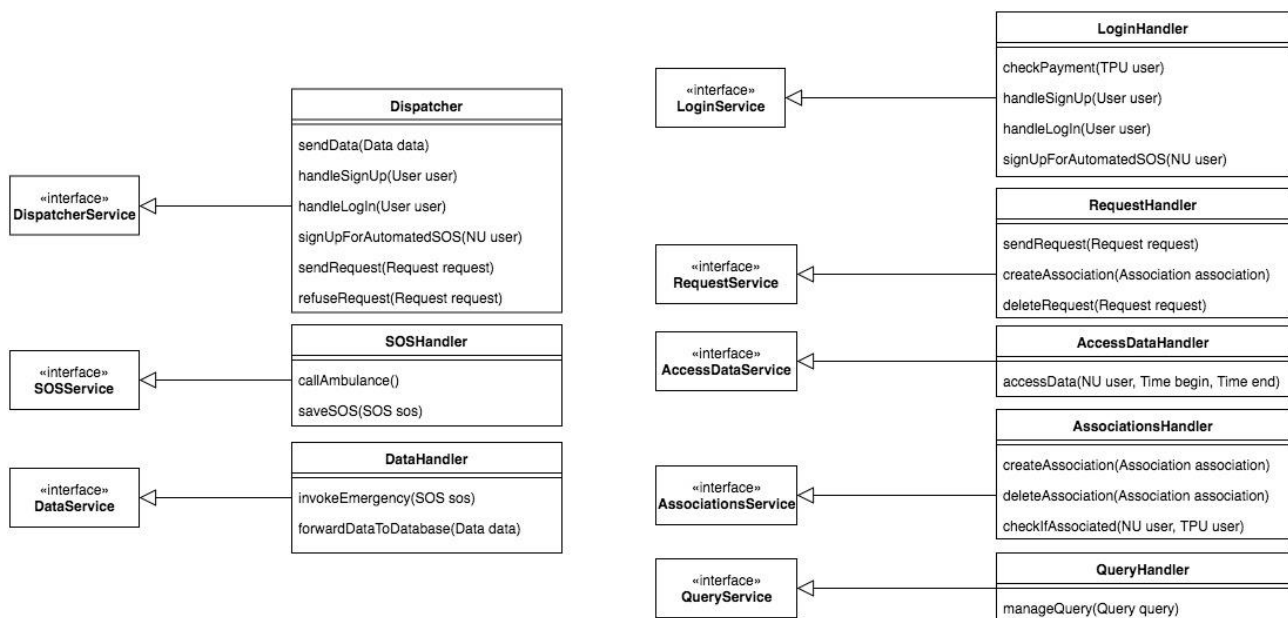 Dispatcher
sendData(Data data)
handleSignUp(User user)
«interface»
DispatcherService
handleLogIn(User user)
signUpForAutomatedSOS(NU user)
sendRequest(Request request)
refuseRequest(Request request)
SOSHandler
«interface»
SOSService
callAmbulance()
saveSOS(SOS sos)
DataHandler
«interface»
DataService
invokeEmergency(SOS sos)
forwardDataToDatabase(Data data)
LoginHandler
«interface»
LoginService
checkPayment(TPU user)
handleSignUp(User user)
handleLogIn(User user)
signUpForAutomatedSOS(NU user)
RequestHandler
«interface»
RequestService
sendRequest(Request request)
createAssociation(Association association)
deleteRequest(Request request)
AccessDataHandler
«interface»
AccessDataService
accessData(NU user, Time begin, Time end)
AssociationsHandler
«interface»
AssociationsService
createAssociation(Association association)
deleteAssociation(Association association)
checkIfAssociated(NU user, TPU user)
QueryHandler
«interface»
QueryService
manageQuery(Query query)